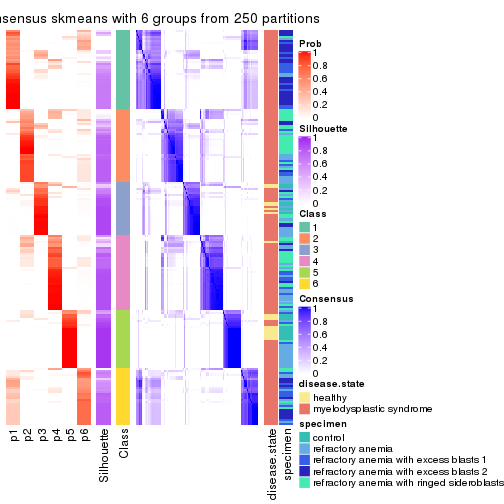 nsensus skmeans with 6 groups from 250 partitions
Prob
1
0.8
0.6
0.4
0.2
0
Silhouette
1
0.8
0.6
0.4
0.2
0
Class
1
2
3
4
5
6
Consensus
1
0.8
0.6
0.4
0.2
0
disease.state
healthy
myelodysplastic syndrome
specimen
control
refractory anemia
refractory anemia with excess blasts 1
refractory anemia with excess blasts 2
refractory anemia with ringed sideroblasts
p1
p2
p3
p4
p5
p6
Silhouette
Class
disease.state
specimen